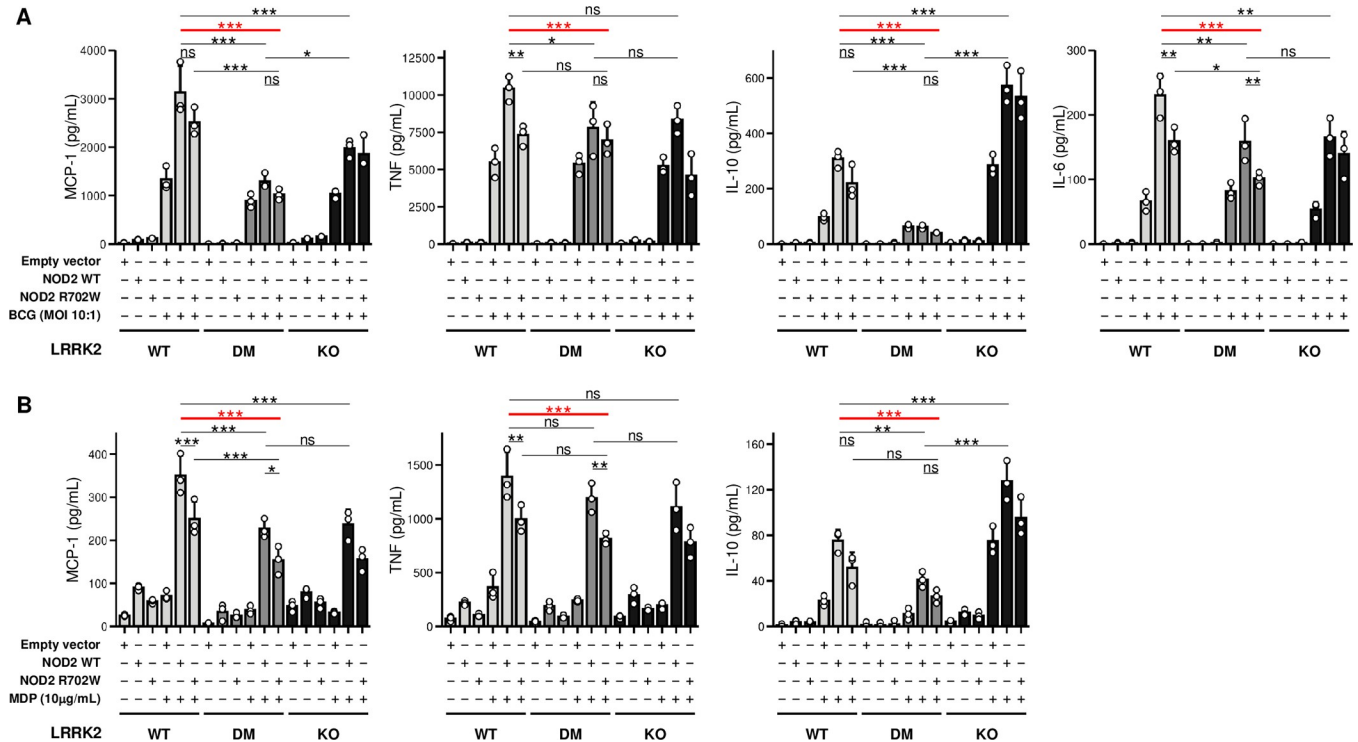 A
MCP-1 (pg/mL)
4000
3000
2000
1000
0
***
***
***
ns
*
***
ns
TNF (pg/mL)
12500
10000
7500
5000
2500
0
ns
***
*
**
ns
ns
ns
IL-10 (pg/mL)
600
400
200
0
***
***
***
ns
***
***
ns
IL-6 (pg/mL)
300
200
100
0
**
***
**
**
ns
*
**
Empty vector + – – + – – + – – + – – + – – + – –
+ – – + – – + – – + – – + – – + – –
+ – – + – – + – – + – – + – – + – –
+ – – + – – + – – + – – + – – + – –
NOD2 WT – + – – + – – + – – + – – + – – + –
– + – – + – – + – – + – – + – – + –
– + – – + – – + – – + – – + – – + –
– + – – + – – + – – + – – + – – + –
NOD2 R702W – – + – – + – – + – – + – – + – – +
– – + – – + – – + – – + – – + – – +
– – + – – + – – + – – + – – + – – +
– – + – – + – – + – – + – – + – – +
BCG (MOI 10:1) – – – + + + – – – + + + – – – + + +
– – – + + + – – – + + + – – – + + +
– – – + + + – – – + + + – – – + + +
– – – + + + – – – + + + – – – + + +
LRRK2 WT DM KO
WT DM KO
WT DM KO
WT DM KO
B
MCP-1 (pg/mL)
400
300
200
100
0
***
***
***
***
ns
***
*
TNF (pg/mL)
1500
1000
500
0
ns
***
ns
**
ns
ns
**
IL-10 (pg/mL)
160
120
80
40
0
***
***
**
ns
***
ns
ns
Empty vector + – – + – – + – – + – – + – – + – –
+ – – + – – + – – + – – + – – + – –
+ – – + – – + – – + – – + – – + – –
NOD2 WT – + – – + – – + – – + – – + – – + –
– + – – + – – + – – + – – + – – + –
– + – – + – – + – – + – – + – – + –
NOD2 R702W – – + – – + – – + – – + – – + – – +
– – + – – + – – + – – + – – + – – +
– – + – – + – – + – – + – – + – – +
MDP (10µg/mL) – – – + + + – – – + + + – – – + + +
– – – + + + – – – + + + – – – + + +
– – – + + + – – – + + + – – – + + +
LRRK2 WT DM KO
WT DM KO
WT DM KO